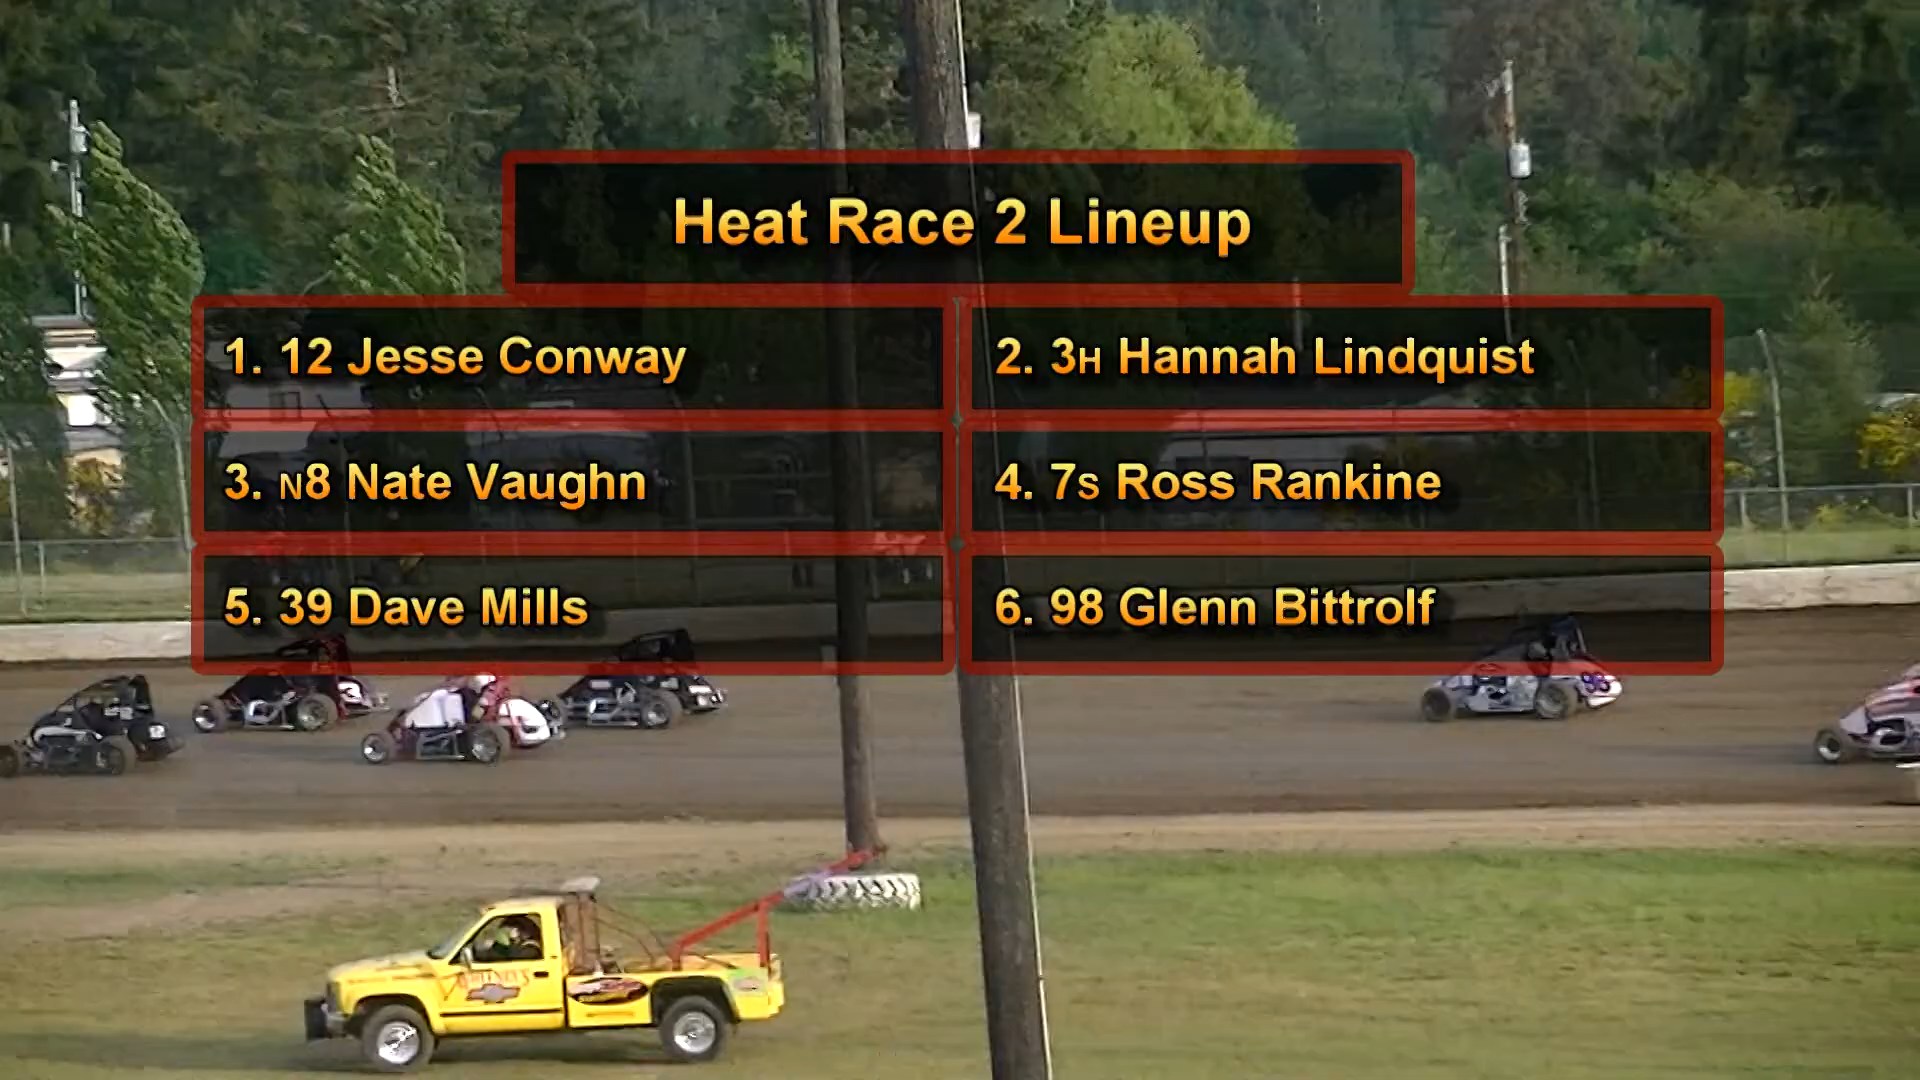 Heat Race 2 Lineup
1. 12 Jesse Conway
2. 3H Hannah Lindquist
3. N8 Nate Vaughn
4. 7S Ross Rankine
5. 39 Dave Mills
6. 98 Glenn Bittrolf
98